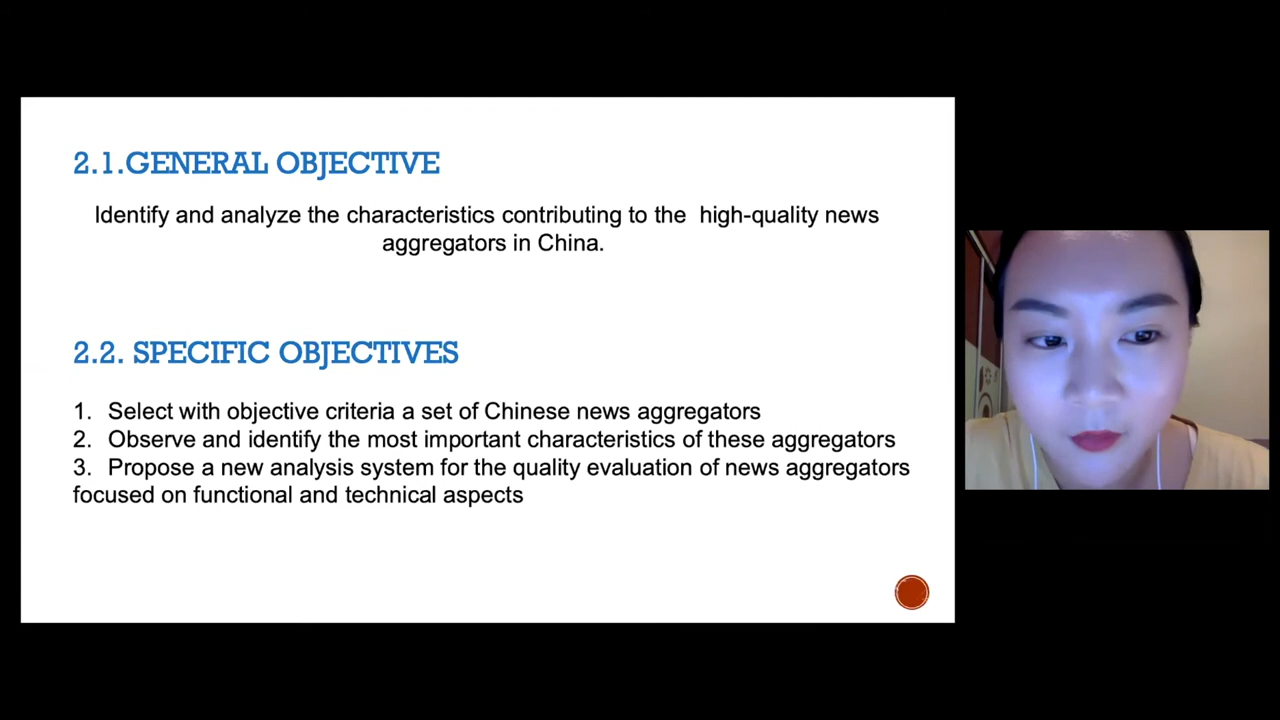 2.1.GENERAL OBJECTIVE
Identify and analyze the characteristics contributing to the  high-quality news
aggregators in China.
2.2. SPECIFIC OBJECTIVES
1. Select with objective criteria a set of Chinese news aggregators
2. Observe and identify the most important characteristics of these aggregators
3. Propose a new analysis system for the quality evaluation of news aggregators
focused on functional and technical aspects